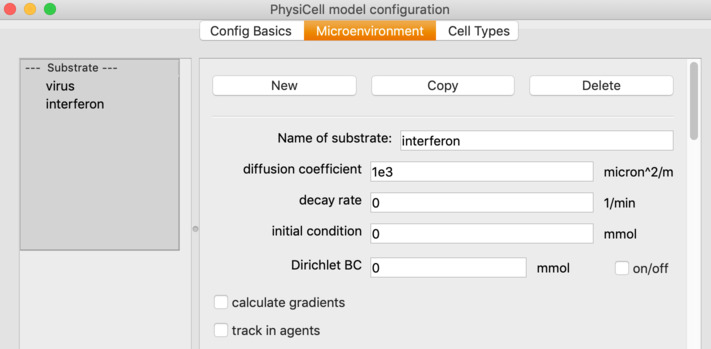 PhysiCell model configuration
Config Basics Microenvironment Cell Types
--- Substrate ---
virus
interferon
New Copy Delete
Name of substrate: interferon
diffusion coefficient 1e3 micron^2/m
decay rate 0 1/min
initial condition 0 mmol
Dirichlet BC 0 mmol on/off
calculate gradients
track in agents